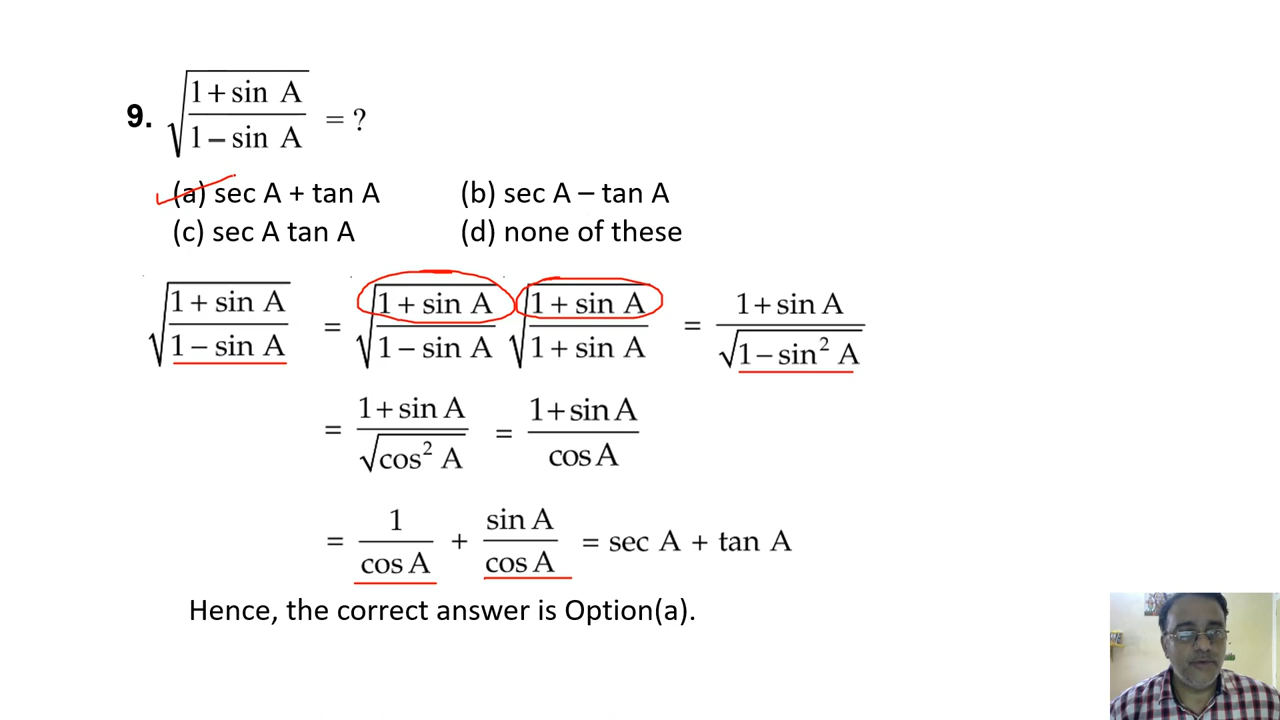 9. √((1 + sin A)/(1 – sin A)) = ?
(a) sec A + tan A (b) sec A – tan A
(c) sec A tan A (d) none of these
√((1 + sin A)/(1 − sin A)) = √((1 + sin A)/(1 − sin A)) √((1 + sin A)/(1 + sin A)) = (1 + sin A)/√(1 − sin² A)
= (1 + sin A)/√(cos² A) = (1 + sin A)/(cos A)
= 1/(cos A) + (sin A)/(cos A) = sec A + tan A
Hence, the correct answer is Option(a).